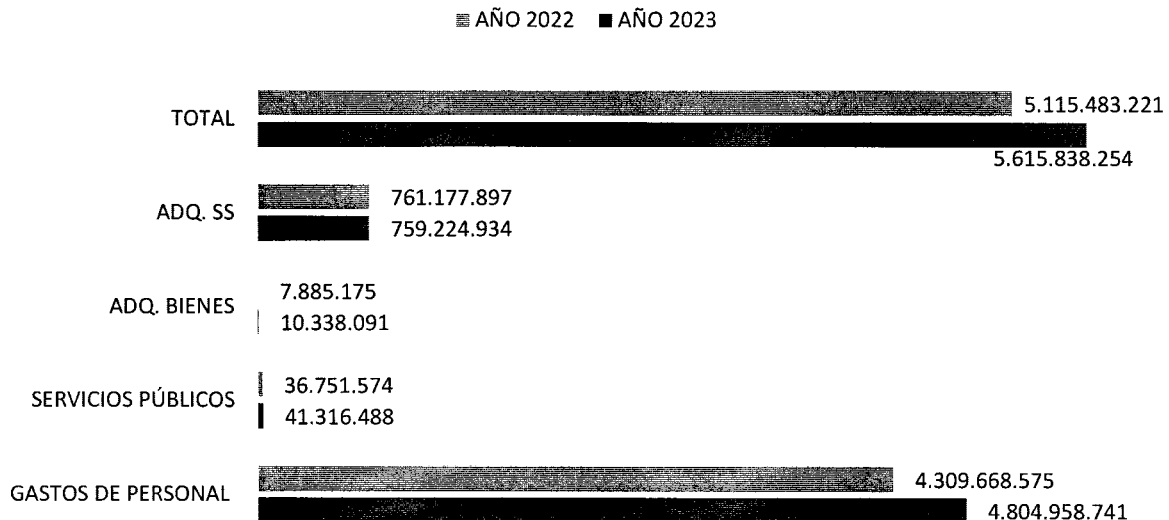 AÑO 2022 AÑO 2023
TOTAL
5.115.483.221
5.615.838.254
ADQ. SS
761.177.897
759.224.934
ADQ. BIENES
7.885.175
10.338.091
SERVICIOS PÚBLICOS
36.751.574
41.316.488
GASTOS DE PERSONAL
4.309.668.575
4.804.958.741